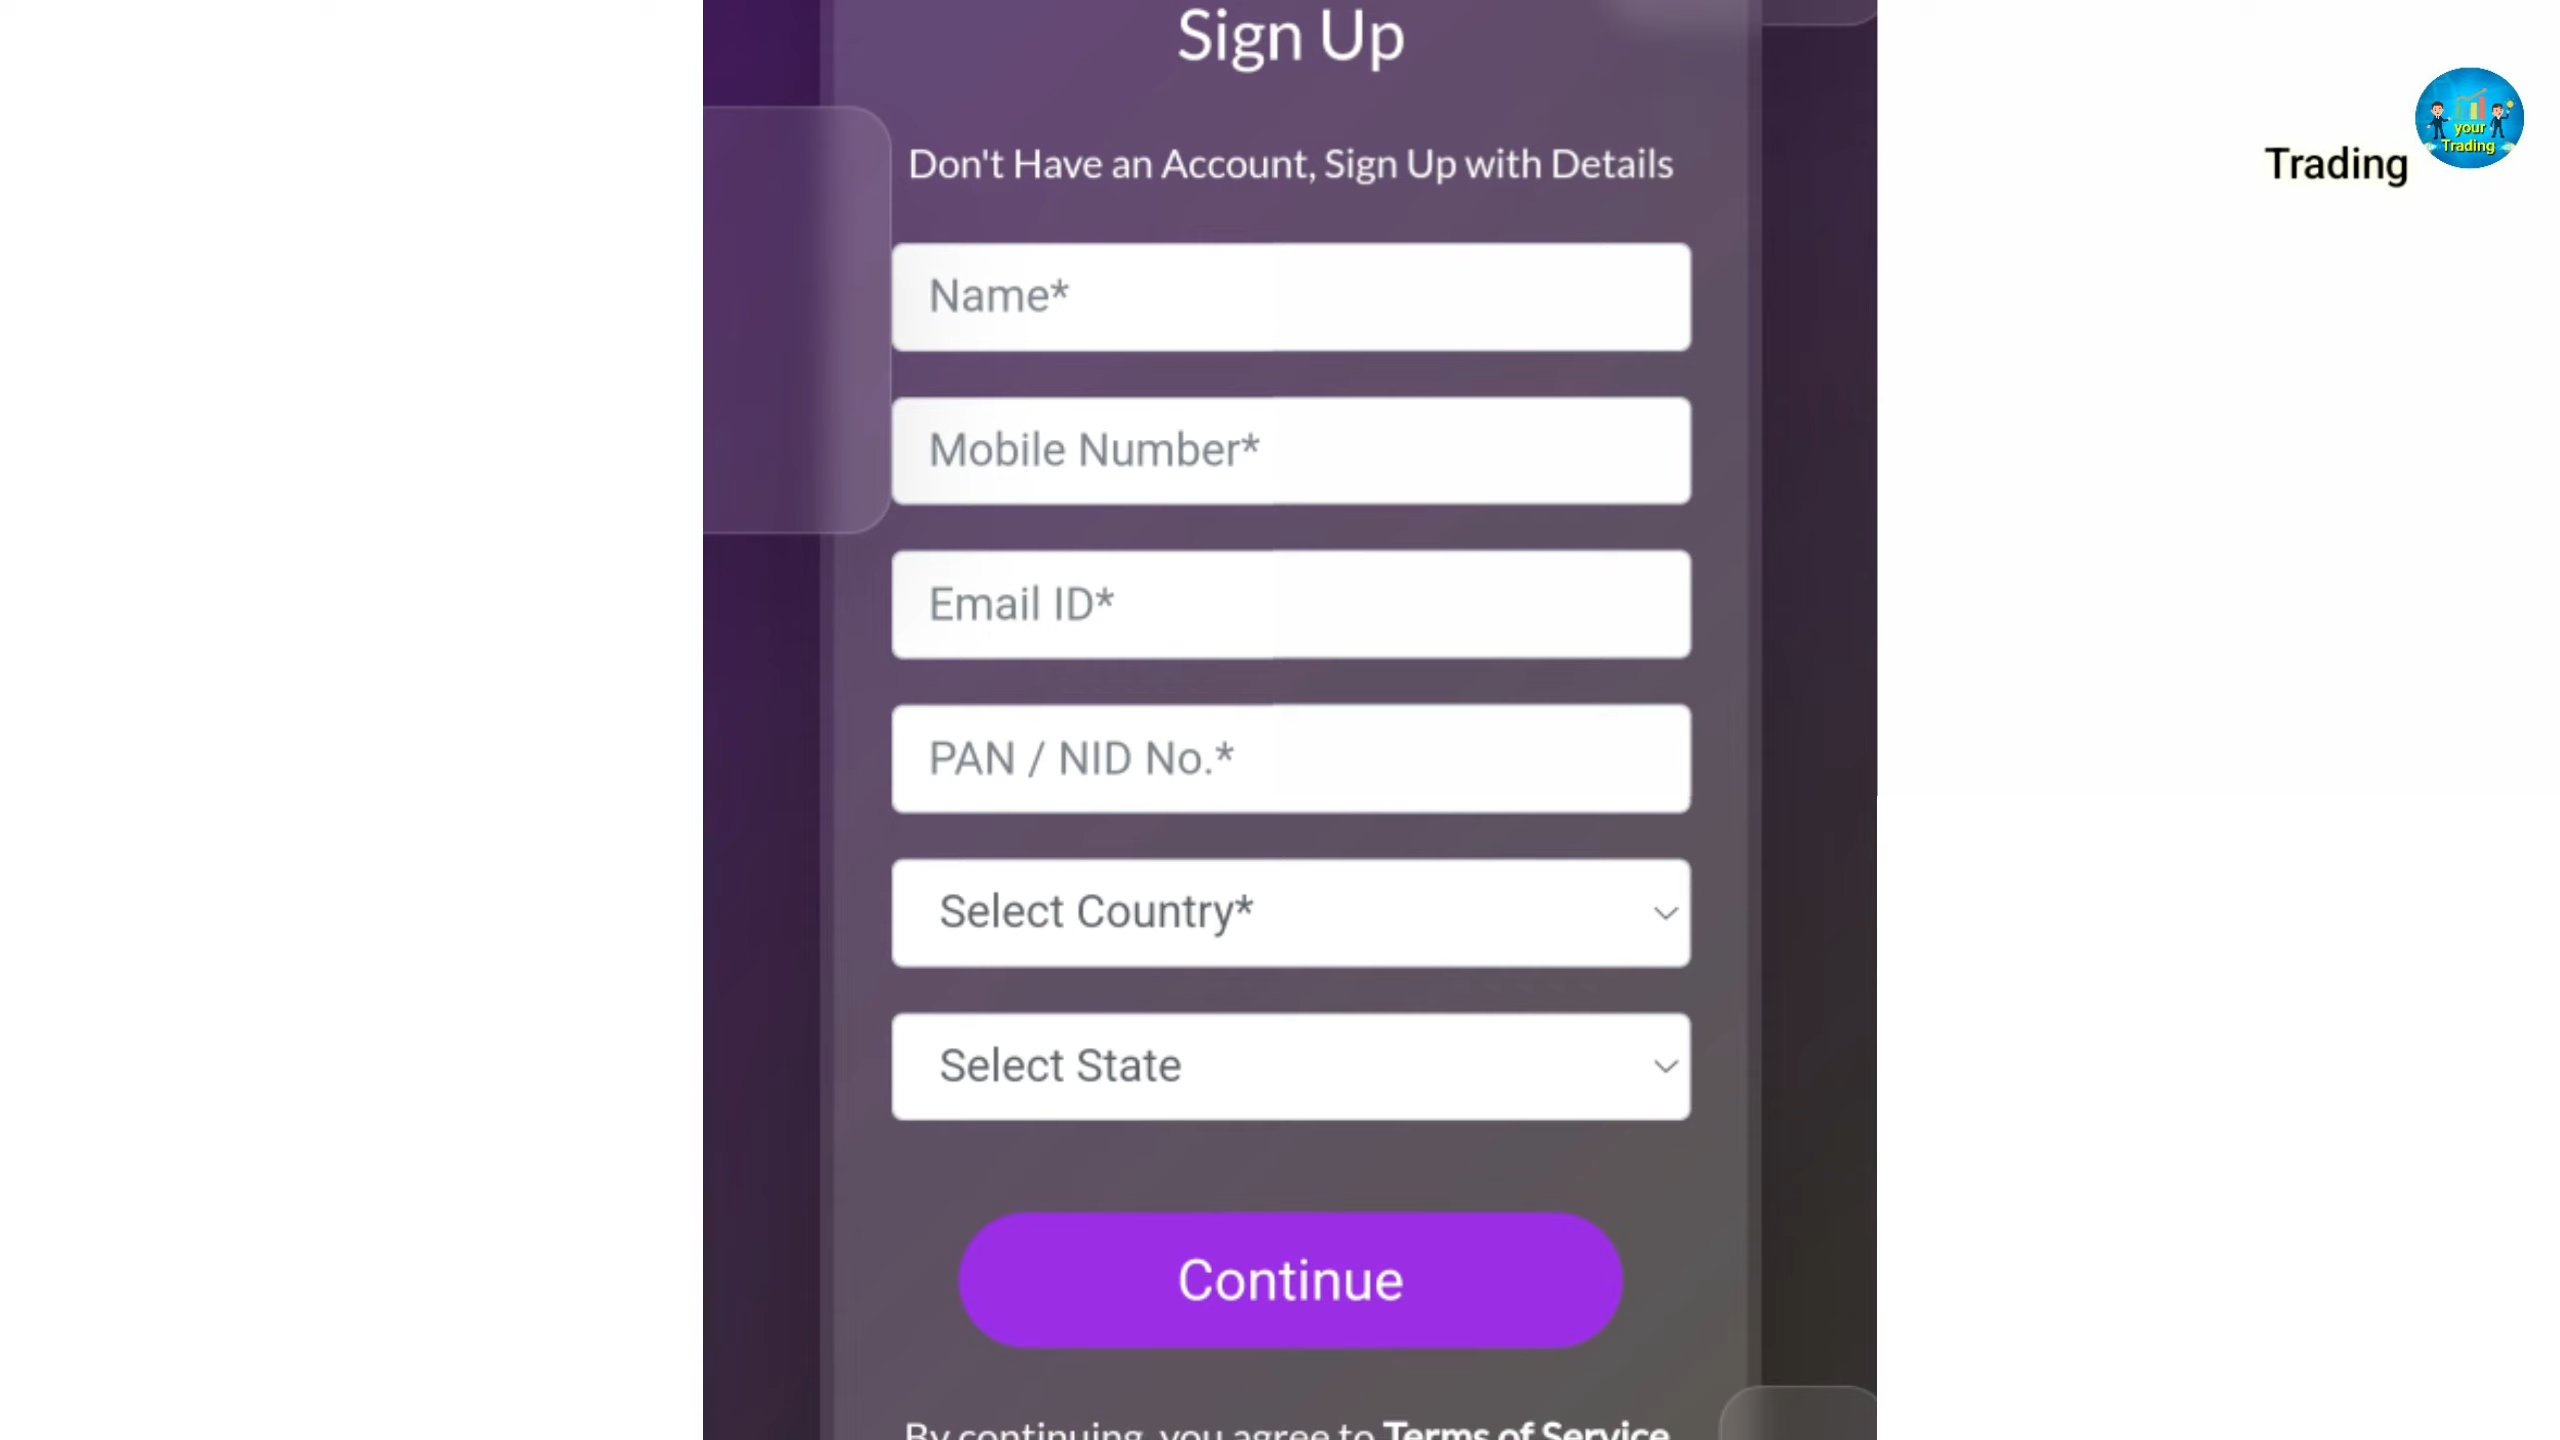 Sign Up
Don't Have an Account, Sign Up with Details
Name*
Mobile Number*
Email ID*
PAN / NID No.*
Select Country*
Select State
Continue
By continuing, you agree to Terms of Service
Trading
your
Trading